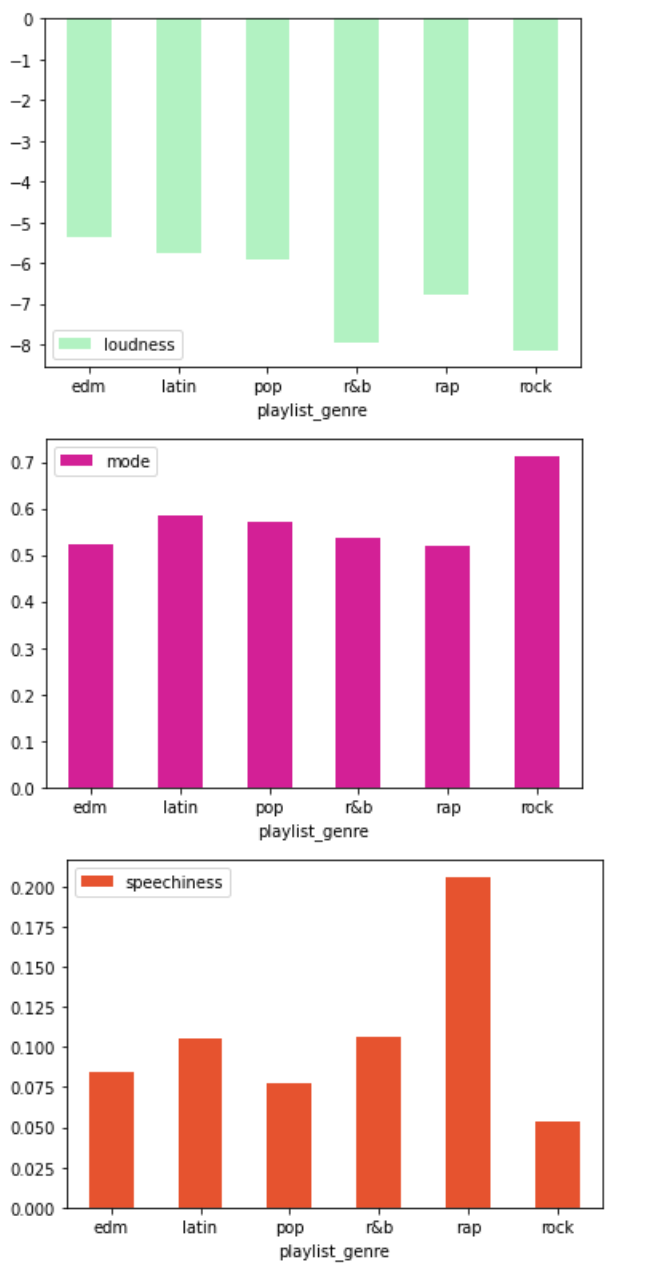 0
−1
−2
−3
−4
−5
−6
−7
−8
loudness
edm latin pop r&b rap rock
playlist_genre
mode
0.7
0.6
0.5
0.4
0.3
0.2
0.1
0.0
edm latin pop r&b rap rock
playlist_genre
speechiness
0.200
0.175
0.150
0.125
0.100
0.075
0.050
0.025
0.000
edm latin pop r&b rap rock
playlist_genre